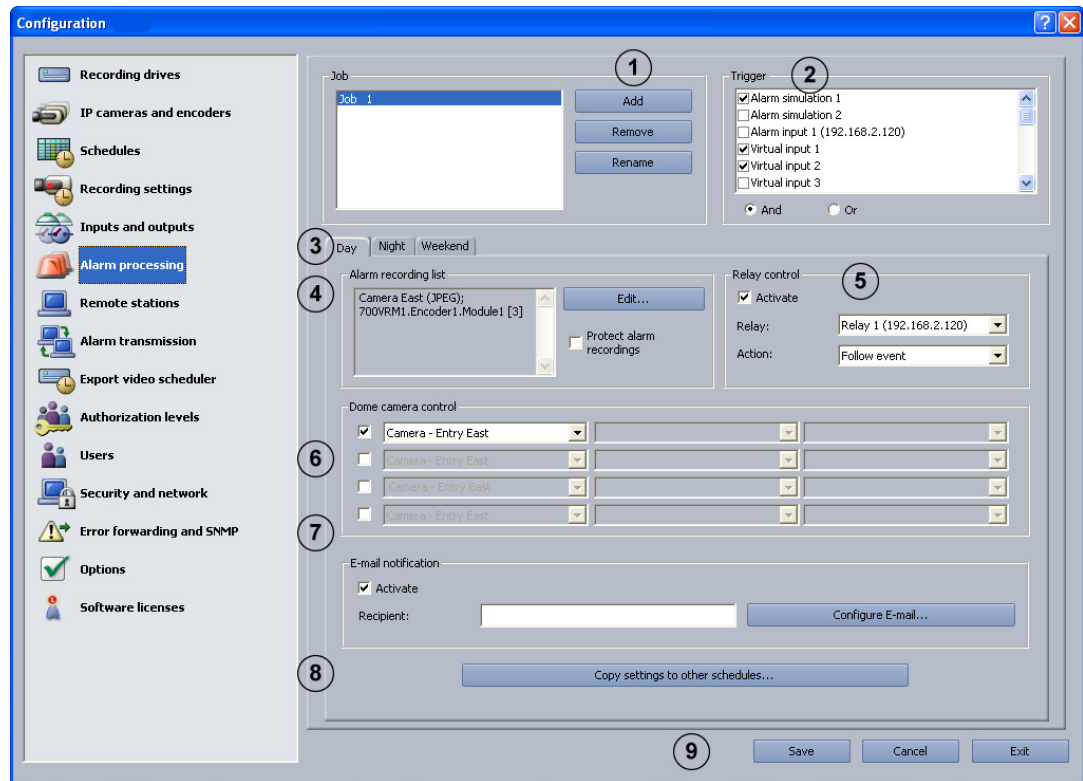 Configuration
Recording drives
IP cameras and encoders
Schedules
Recording settings
Inputs and outputs
Alarm processing
Remote stations
Alarm transmission
Export video scheduler
Authorization levels
Users
Security and network
Error forwarding and SNMP
Options
Software licenses
Job
1
Job 1
Add
Remove
Rename
Trigger
2
Alarm simulation 1
Alarm simulation 2
Alarm input 1 (192.168.2.120)
Virtual input 1
Virtual input 2
Virtual input 3
And Or
3
Day Night Weekend
4
Alarm recording list
Camera East (JPEG);
700VRM1.Encoder1.Module1 [3]
Edit...
Protect alarm
recordings
Relay control
5
Activate
Relay: Relay 1 (192.168.2.120)
Action: Follow event
Dome camera control
Camera - Entry East
6
Camera - Entry East
Camera - Entry East
Camera - Entry East
7
E-mail notification
Activate
Recipient:
Configure E-mail...
8
Copy settings to other schedules...
9
Save Cancel Exit